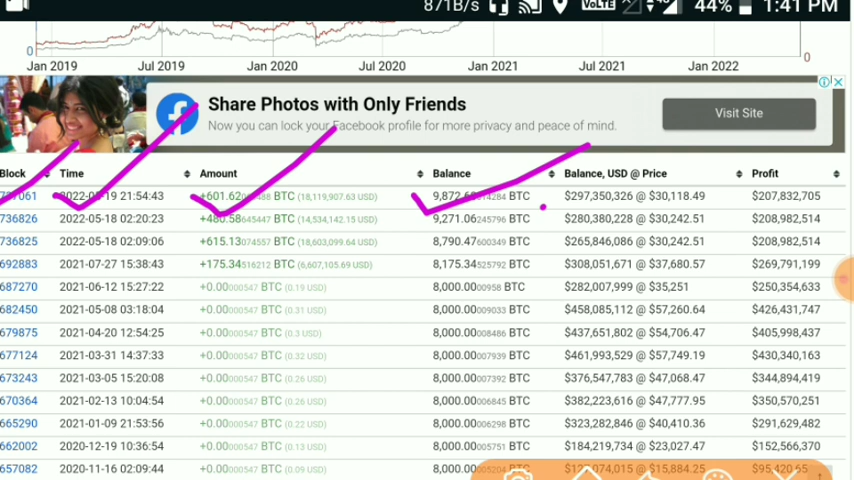 871B/s VoLTE 44% 1:41 PM
0 0
Jan 2019 Jul 2019 Jan 2020 Jul 2020 Jan 2021 Jul 2021 Jan 2022
Share Photos with Only Friends
Now you can lock your Facebook profile for more privacy and peace of mind.
Visit Site
Block Time Amount Balance Balance, USD @ Price Profit
21:54:43 +601.62 BTC (18,119,907.63 USD) BTC $297,350,326 @ $30,118.49 $207,832,705
736826 2022-05-18 02:20:23 +480.58645447 BTC (14,534,142.15 USD) 9,271.06245796 BTC $280,380,228 @ $30,242.51 $208,982,514
736825 2022-05-18 02:09:06 +615.13074557 BTC (18,603,099.64 USD) 8,790.47600349 BTC $265,846,086 @ $30,242.51 $208,982,514
692883 2021-07-27 15:38:43 +175.34516212 BTC (6,607,105.69 USD) 8,175.34525792 BTC $308,051,671 @ $37,680.57 $269,791,199
687270 2021-06-12 15:27:22 +0.00000547 BTC (0.19 USD) 8,000.0000958 BTC $282,007,999 @ $35,251 $250,354,633
682450 2021-05-08 03:18:04 +0.00000547 BTC (0.31 USD) 8,000.00009033 BTC $458,085,112 @ $57,260.64 $426,431,747
679875 2021-04-20 12:54:25 +0.00000547 BTC (0.3 USD) 8,000.00008486 BTC $437,651,802 @ $54,706.47 $405,998,437
677124 2021-03-31 14:37:33 +0.00000547 BTC (0.32 USD) 8,000.00007939 BTC $461,993,529 @ $57,749.19 $430,340,163
673243 2021-03-05 15:20:08 +0.00000547 BTC (0.26 USD) 8,000.00007392 BTC $376,547,783 @ $47,068.47 $344,894,419
670364 2021-02-13 10:04:54 +0.00000547 BTC (0.26 USD) 8,000.00006845 BTC $382,223,616 @ $47,777.95 $350,570,251
665290 2021-01-09 21:53:56 +0.00000547 BTC (0.22 USD) 8,000.00006298 BTC $323,282,846 @ $40,410.36 $291,629,482
662002 2020-12-19 10:36:54 +0.00000547 BTC (0.13 USD) 8,000.00005751 BTC $184,219,734 @ $23,027.47 $152,566,370
657082 2020-11-16 02:09:44 +0.00000547 BTC (0.09 USD) 8,000.00005204 BTC